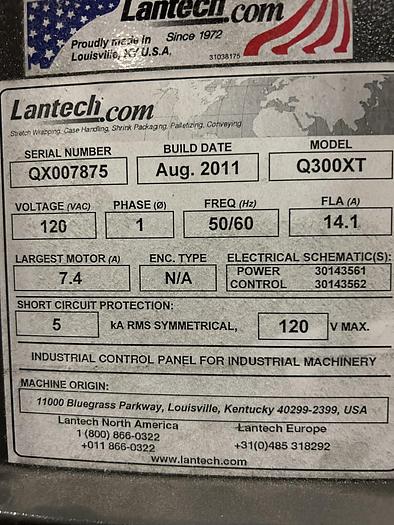 Lantech.com
Proudly Made In Since 1972
Louisville, KY U.S.A. 31038175
Lantech.com
Stretch Wrapping, Case Handling, Shrink Packaging, Palletizing, Conveying
SERIAL NUMBER BUILD DATE MODEL
QX007875 Aug. 2011 Q300XT
VOLTAGE (VAC) PHASE (Ø) FREQ (Hz) FLA (A)
120 1 50/60 14.1
LARGEST MOTOR (A) ENC. TYPE ELECTRICAL SCHEMATIC(S):
7.4 N/A POWER 30143561
CONTROL 30143562
SHORT CIRCUIT PROTECTION:
5 kA RMS SYMMETRICAL, 120 V MAX.
INDUSTRIAL CONTROL PANEL FOR INDUSTRIAL MACHINERY
MACHINE ORIGIN:
11000 Bluegrass Parkway, Louisville, Kentucky 40299-2399, USA
Lantech North America Lantech Europe
1 (800) 866-0322 +31(0)485 318292
+011 866-0322
www.lantech.com